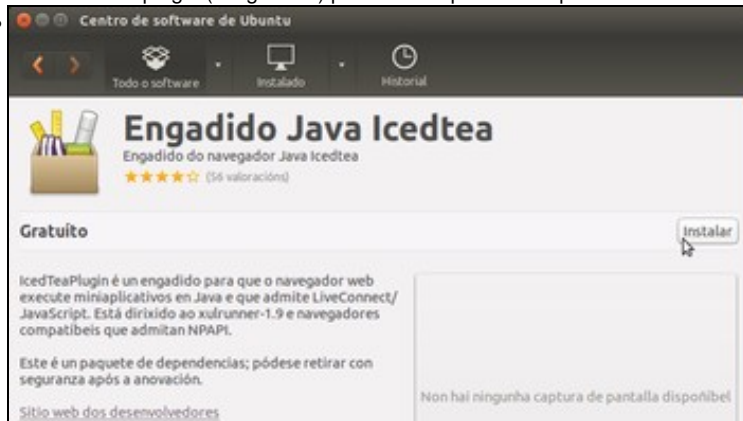 Centro de software de Ubuntu
Todo o software
Instalado
Historial
Engadido Java Icedtea
Engadido do navegador Java Icedtea
(56 valoracións)
Gratuíto
Instalar
IcedTeaPlugin é un engadido para que o navegador web
execute miniaplicativos en Java e que admite LiveConnect/
JavaScript. Está dirixido ao xulrunner-1.9 e navegadores
compatíbeis que admitan NPAPI.
Este é un paquete de dependencias; pódese retirar con
seguranza após a anovación.
Sitio web dos desenvolvedores
Non hai ningunha captura de pantalla dispoñíbel